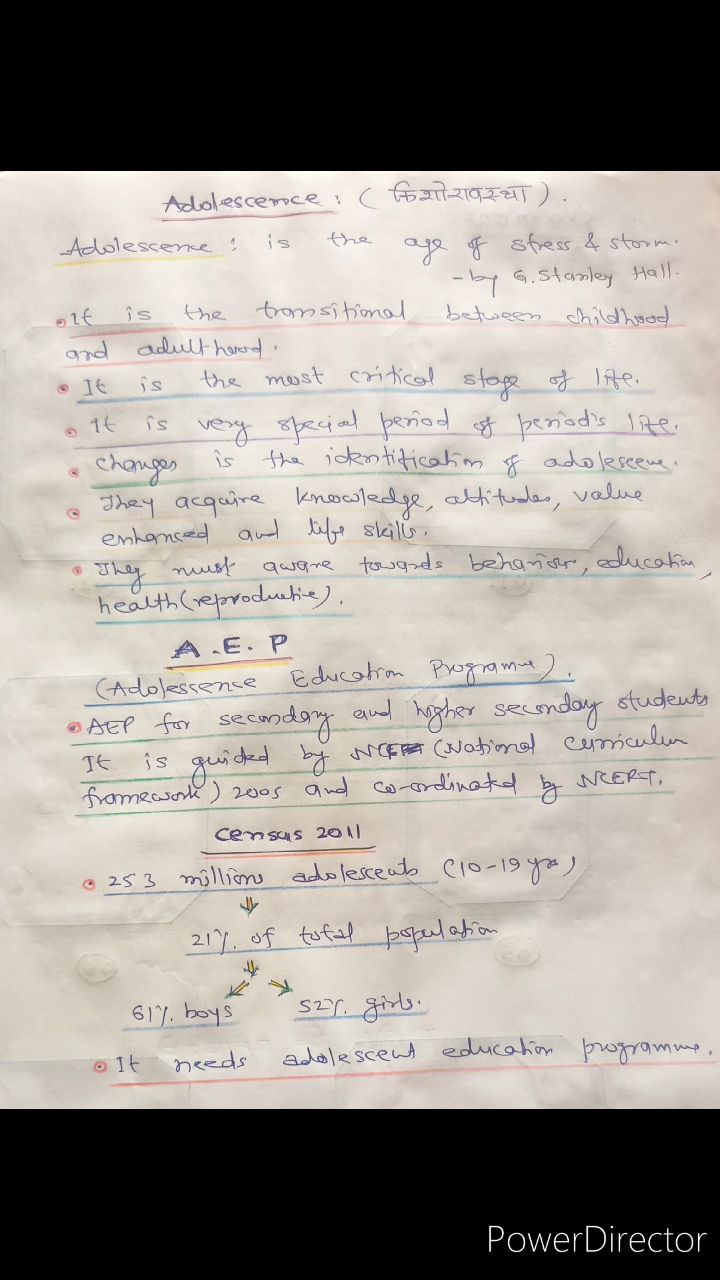 Adolescence : ( किशोरावस्था ) .
Adolescence : is the age of stress & storm.
- by G. Stanley Hall.
• It is the transitional between childhood
and adulthood.
• It is the most critical stage of life.
• It is very special period of period's life.
• changes is the identification of adolescene.
• They acquire knowledge, attitudes, value
enhanced and life skills.
• They must aware towards behaviour, education,
health (reproductive).
A.E.P
(Adolessence Education Programme).
• AEP for secondary and higher secondary students
It is guided by NCF (National curriculum
framework) 2005 and co-ordinated by NCERT.
Census 2011
• 253 millions adolescents (10-19 yrs)
21% of total population
61% boys 52% girls.
• It needs adolescent education programme.
PowerDirector